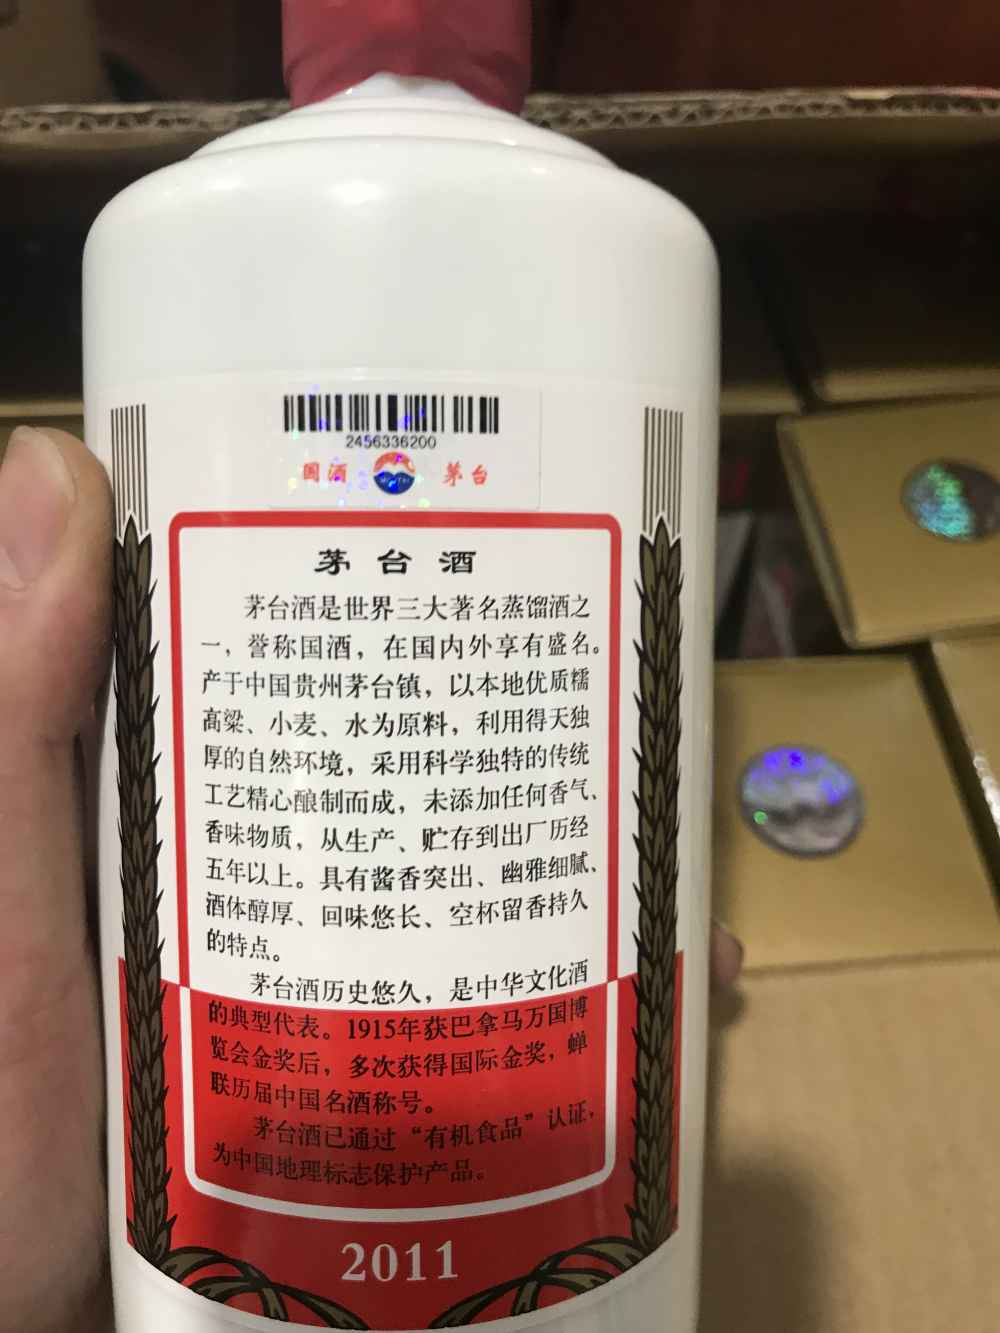 2456336200
国酒 茅台
茅台酒
茅台酒是世界三大著名蒸馏酒之
一，誉称国酒，在国内外享有盛名。
产于中国贵州茅台镇，以本地优质糯
高粱、小麦、水为原料，利用得天独
厚的自然环境，采用科学独特的传统
工艺精心酿制而成，未添加任何香气、
香味物质，从生产、贮存到出厂历经
五年以上。具有酱香突出、幽雅细腻、
酒体醇厚、回味悠长、空杯留香持久
的特点。
茅台酒历史悠久，是中华文化酒
的典型代表。1915年获巴拿马万国博
览会金奖后，多次获得国际金奖，蝉
联历届中国名酒称号。
茅台酒已通过“有机食品”认证，
为中国地理标志保护产品。
2011